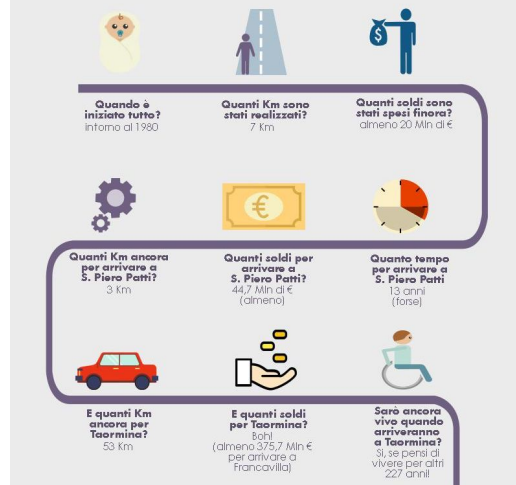 Quando è
iniziato tutto?
intorno al 1980
Quanti Km sono
stati realizzati?
7 Km
Quanti soldi sono
stati spesi finora?
almeno 20 Mln di €
$
Quanti Km ancora
per arrivare a
S. Piero Patti?
3 Km
€
Quanti soldi per
arrivare a
S. Piero Patti?
44,7 Mln di €
(almeno)
Quanto tempo
per arrivare a
S. Piero Patti
13 anni
(forse)
E quanti Km
ancora per
Taormina?
53 Km
E quanti soldi
per Taormina?
Boh!
(almeno 375,7 Mln €
per arrivare a
Francavilla)
Sarò ancora
vivo quando
arriveranno
a Taormina?
Si, se pensi di
vivere per altri
227 anni!